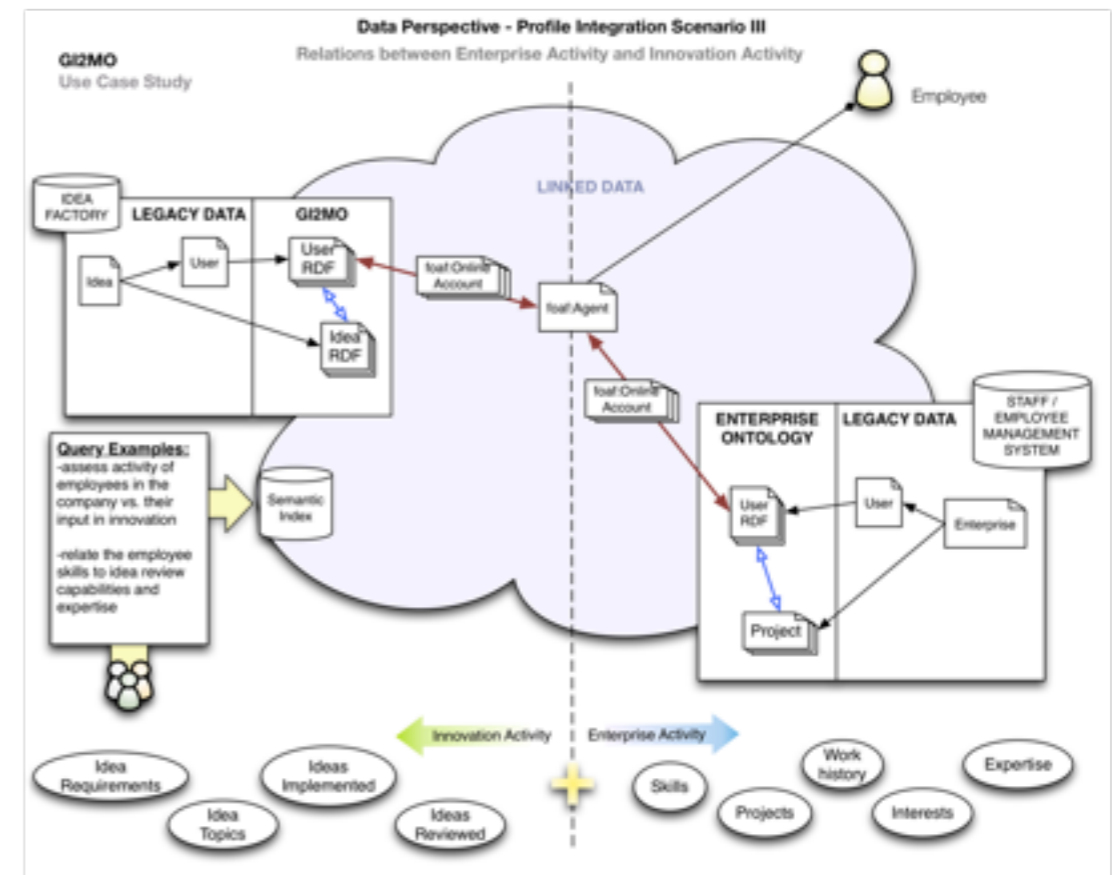 Data Perspective - Profile Integration Scenario III
Relations between Enterprise Activity and Innovation Activity
GI2MO
Use Case Study
Employee
LINKED DATA
IDEA
FACTORY
LEGACY DATA
GI2MO
Idea
User
User
RDF
Idea
RDF
foaf:Online
Account
foaf:Agent
foaf:Online
Account
ENTERPRISE
ONTOLOGY
LEGACY DATA
STAFF /
EMPLOYEE
MANAGEMENT
SYSTEM
User
RDF
User
Enterprise
Project
Query Examples:
-assess activity of
employees in the
company vs. their
input in innovation
-relate the employee
skills to idea review
capabilities and
expertise
Semantic
Index
Innovation Activity
Enterprise Activity
Idea
Requirements
Idea
Topics
Ideas
Implemented
Ideas
Reviewed
Skills
Projects
Work
history
Interests
Expertise